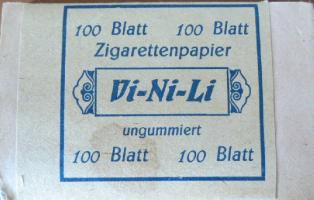 100 Blatt 100 Blatt
Zigarettenpapier
Vi-Ni-Li
ungummiert
100 Blatt 100 Blatt